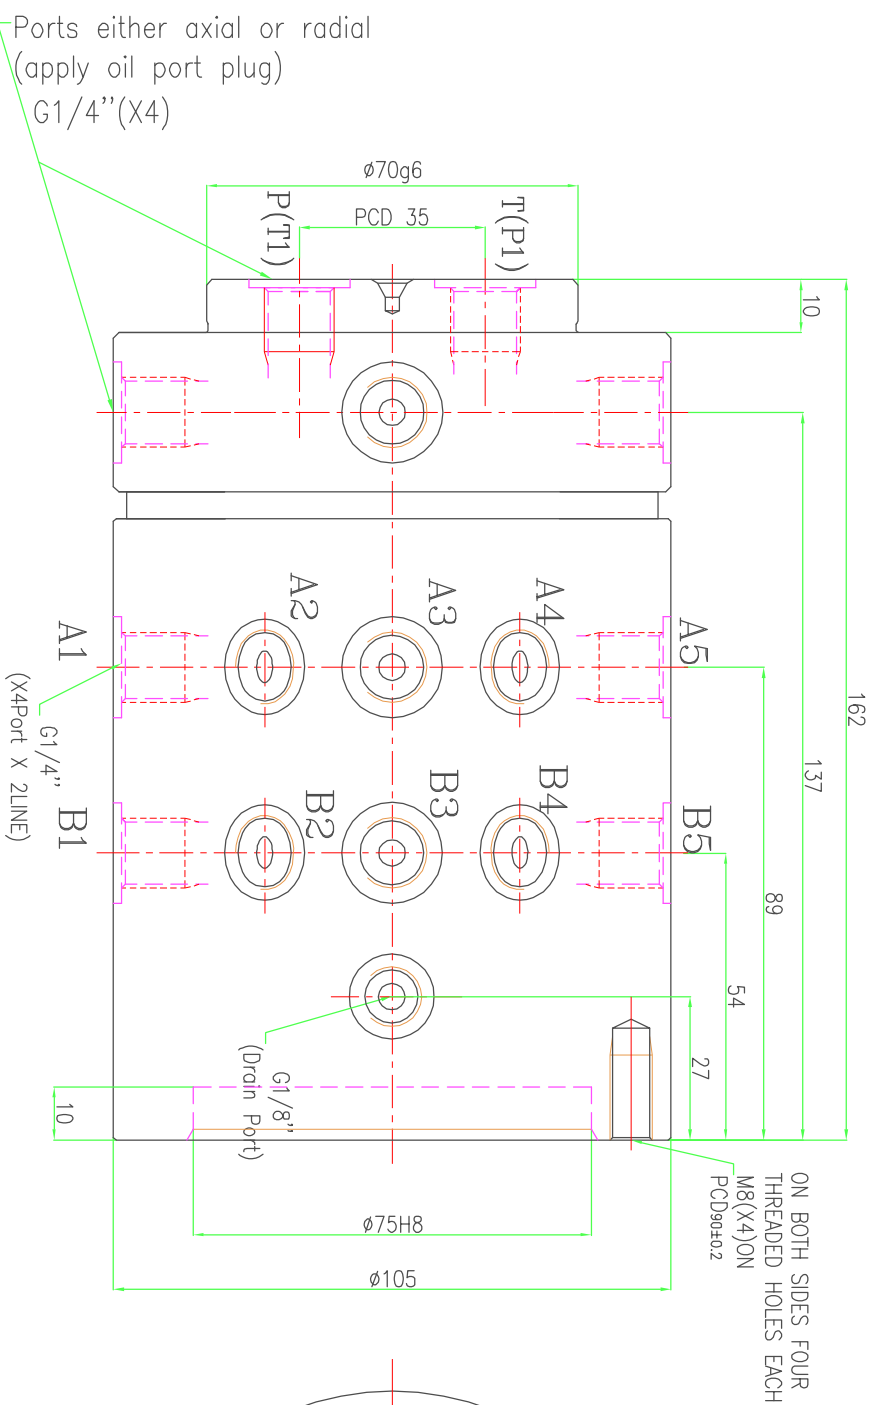 Ports either axial or radial
(apply oil port plug)
G1/4''(X4)
ø70g6
PCD 35
P(T1)
T(P1)
10
162
137
89
54
27
A1
A2
A3
A4
A5
G1/4''
(X4Port X 2LINE)
B1
B2
B3
B4
B5
G1/8''
(Drain Port)
10
ON BOTH SIDES FOUR
THREADED HOLES EACH
M8(X4)ON
PCD90±0.2
ø75H8
ø105